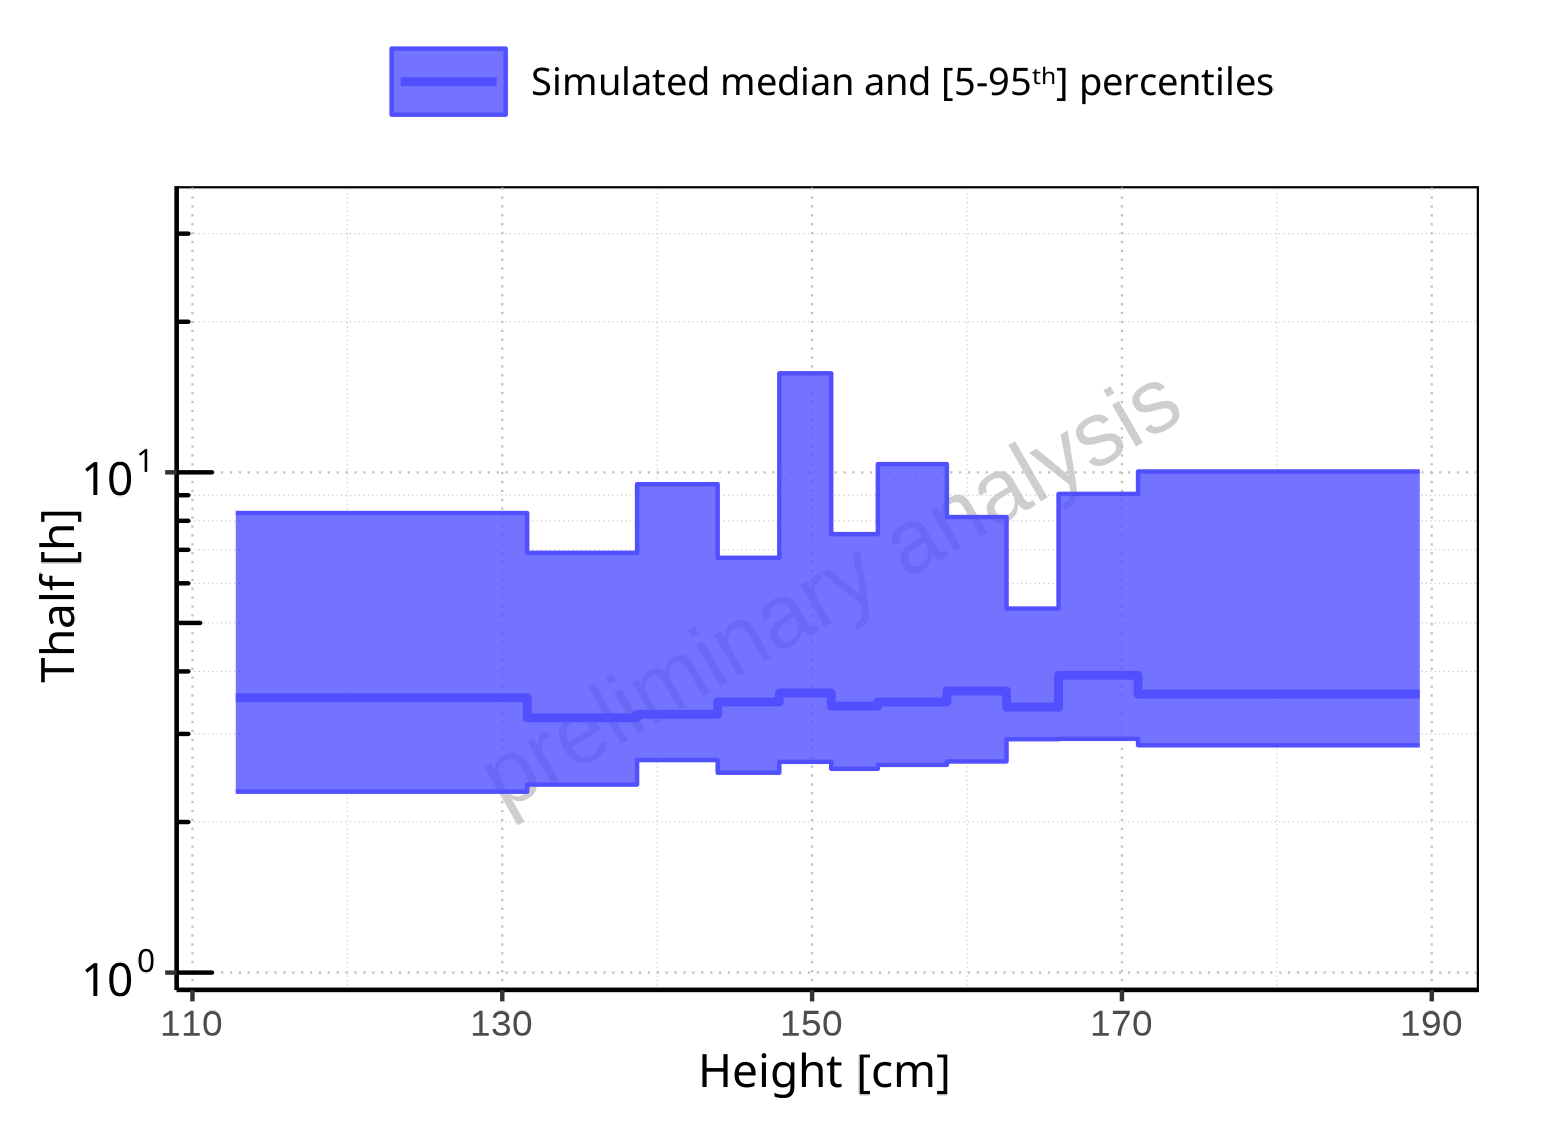 Simulated median and [5-95ᵗʰ] percentiles
10¹
10⁰
Thalf [h]
preliminary analysis
110 130 150 170 190
Height [cm]